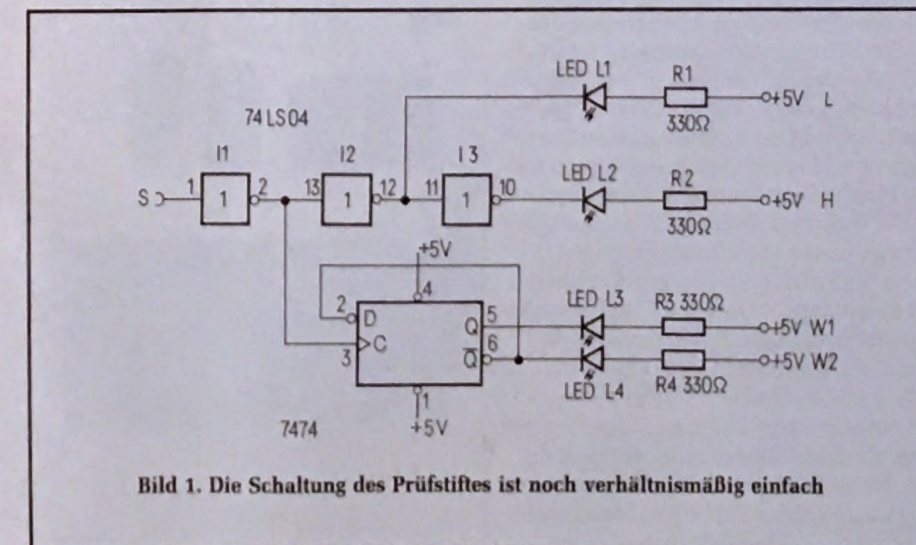 LED L1
R1
+5V L
330Ω
74LS04
I1
I2
I3
LED L2
R2
S
1
1
2
13
1
12
11
1
10
+5V H
330Ω
+5V
4
2
D
C
3
Q
5
6
Q̅
LED L3
R3 330Ω
+5V W1
+5V W2
LED L4
R4 330Ω
1
7474
+5V
Bild 1. Die Schaltung des Prüfstiftes ist noch verhältnismäßig einfach